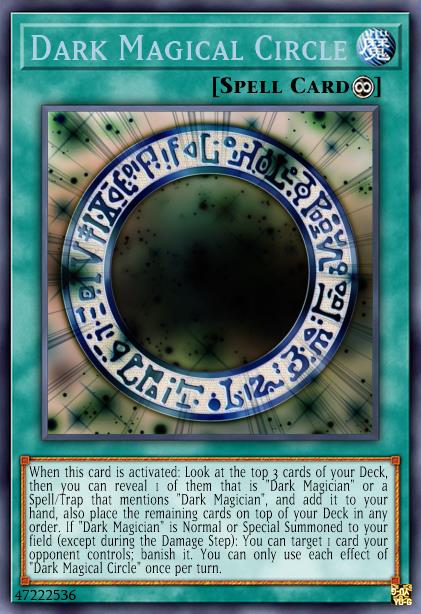 DARK MAGICAL CIRCLE 魔
[SPELL CARD]
When this card is activated: Look at the top 3 cards of your Deck,
then you can reveal 1 of them that is "Dark Magician" or a
Spell/Trap that mentions "Dark Magician", and add it to your
hand, also place the remaining cards on top of your Deck in any
order. If "Dark Magician" is Normal or Special Summoned to your
field (except during the Damage Step): You can target 1 card your
opponent controls; banish it. You can only use each effect of
"Dark Magical Circle" once per turn.
47222536